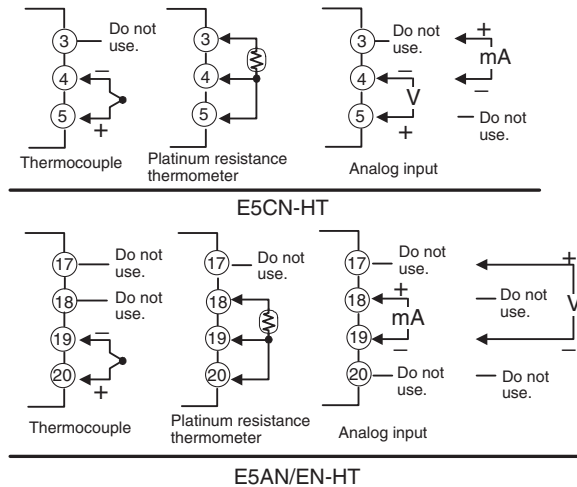 3 Do not use.
4 −
5 +
Thermocouple
3
4
5
Platinum resistance
thermometer
3 Do not use.
4 −
V
5 +
+
mA
−
Do not use.
Analog input
E5CN-HT
17 Do not use.
18 Do not use.
19 −
20 +
Thermocouple
17 Do not use.
18
19
20
Platinum resistance
thermometer
17 Do not use.
18 +
mA
19 −
20 Do not use.
+
Do not use.
V
−
Do not use.
Analog input
E5AN/EN-HT